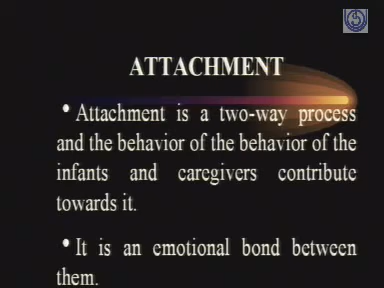 ATTACHMENT
•Attachment is a two-way process
and the behavior of the behavior of the
infants and caregivers contribute
towards it.
•It is an emotional bond between
them.